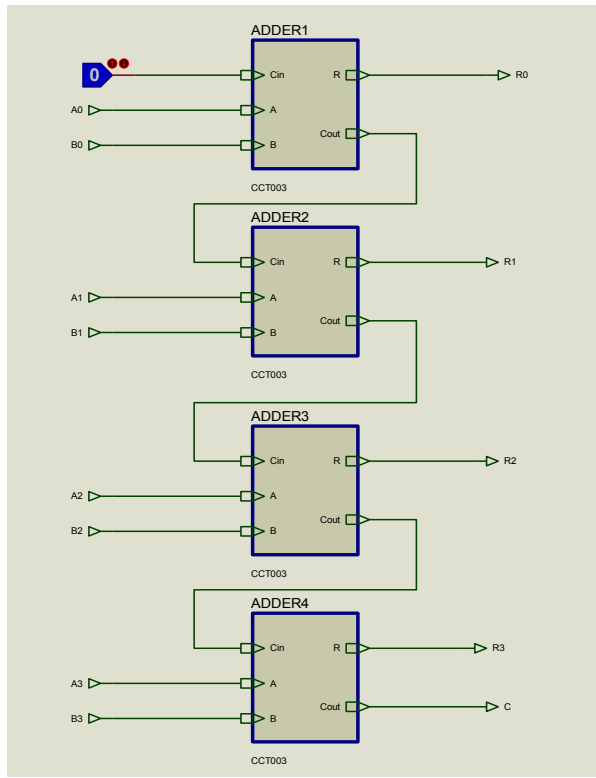 ADDER1
0
Cin
R
R0
A0
A
Cout
B0
B
CCT003
ADDER2
Cin
R
R1
A1
A
Cout
B1
B
CCT003
ADDER3
Cin
R
R2
A2
A
Cout
B2
B
CCT003
ADDER4
Cin
R
R3
A3
A
Cout
C
B3
B
CCT003